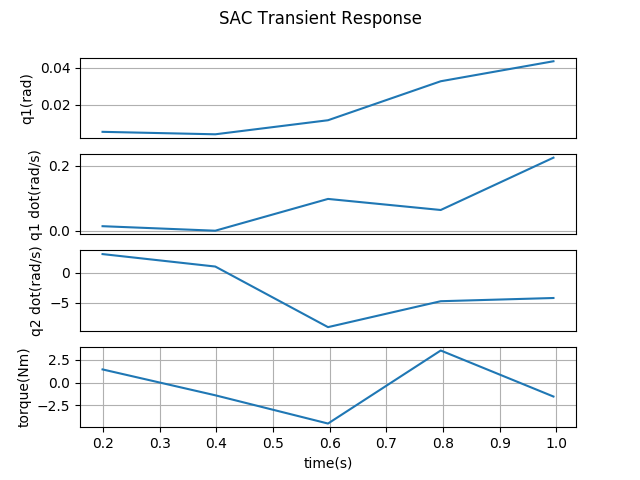 SAC Transient Response
q1(rad)
0.04
0.02
q1 dot(rad/s)
0.2
0.0
q2 dot(rad/s)
0
−5
torque(Nm)
2.5
0.0
−2.5
0.2 0.3 0.4 0.5 0.6 0.7 0.8 0.9 1.0
time(s)